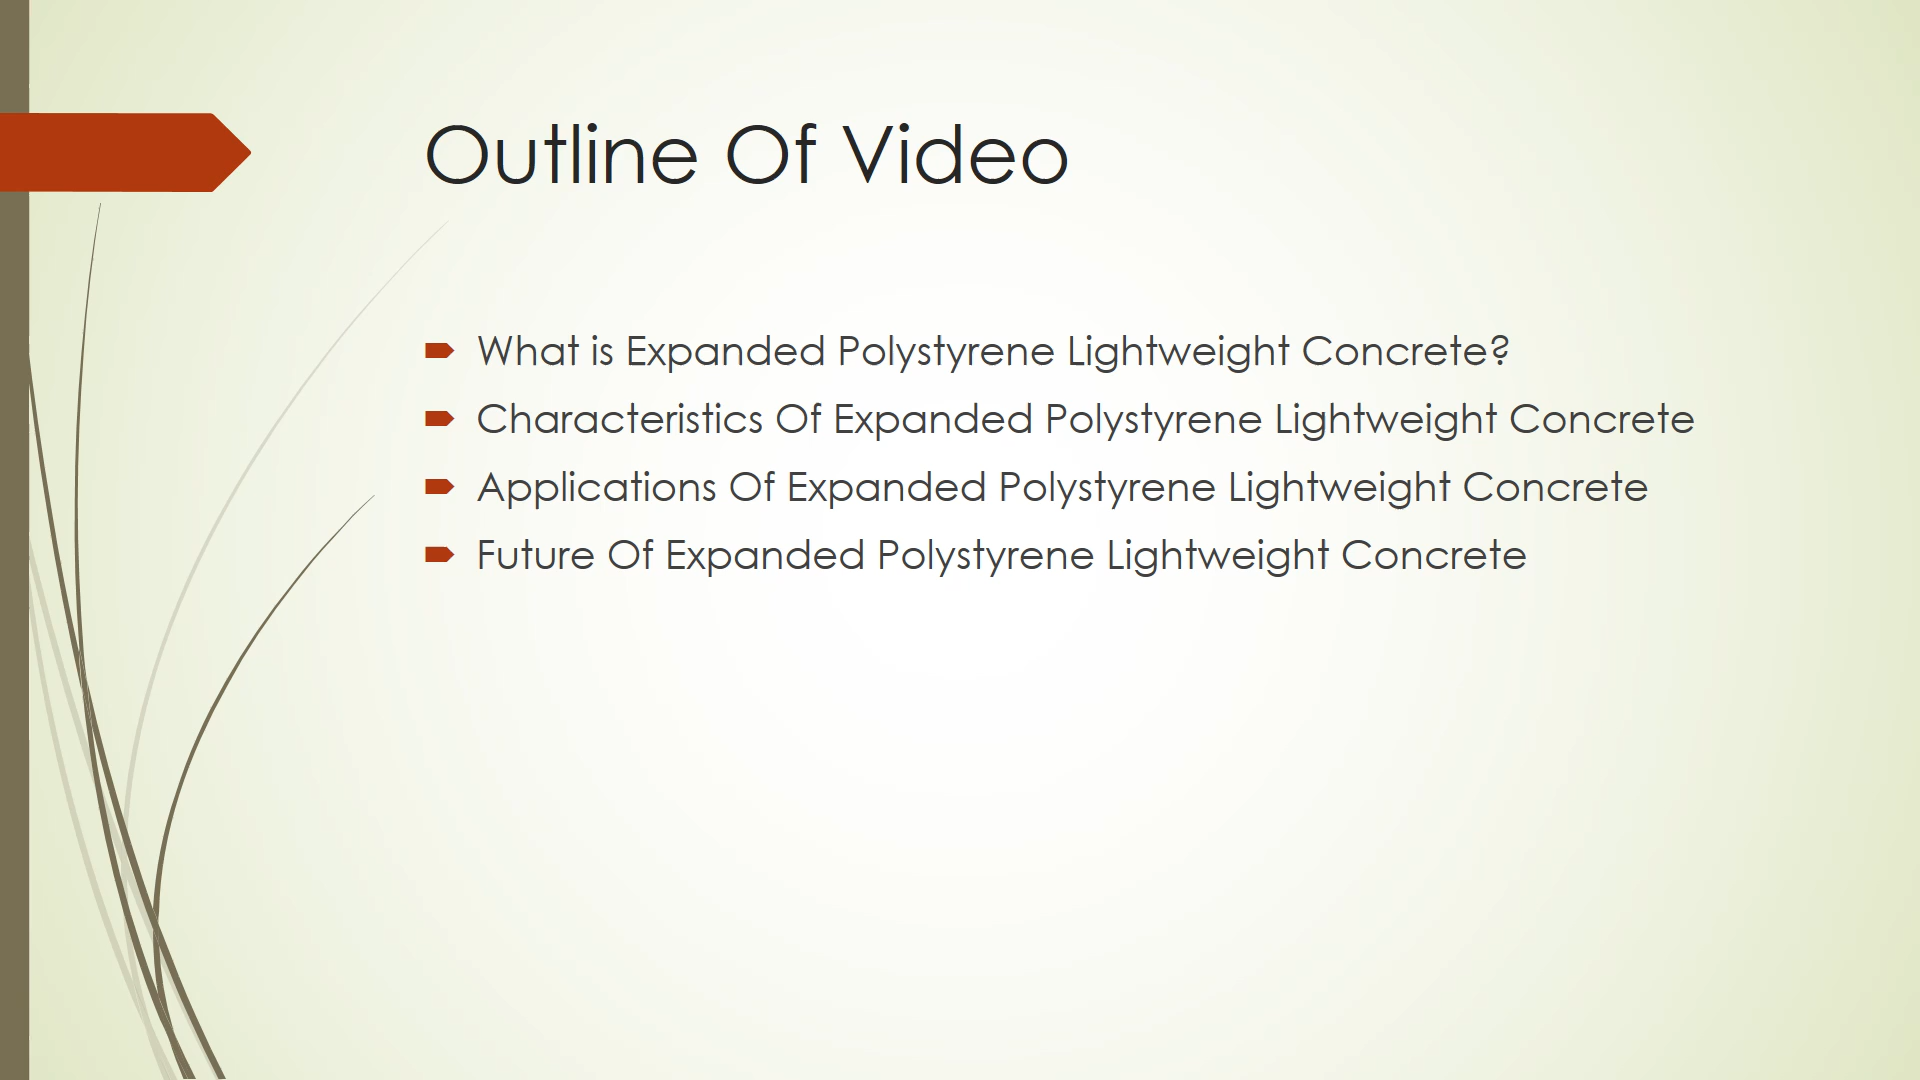 Outline Of Video
What is Expanded Polystyrene Lightweight Concrete?
Characteristics Of Expanded Polystyrene Lightweight Concrete
Applications Of Expanded Polystyrene Lightweight Concrete
Future Of Expanded Polystyrene Lightweight Concrete